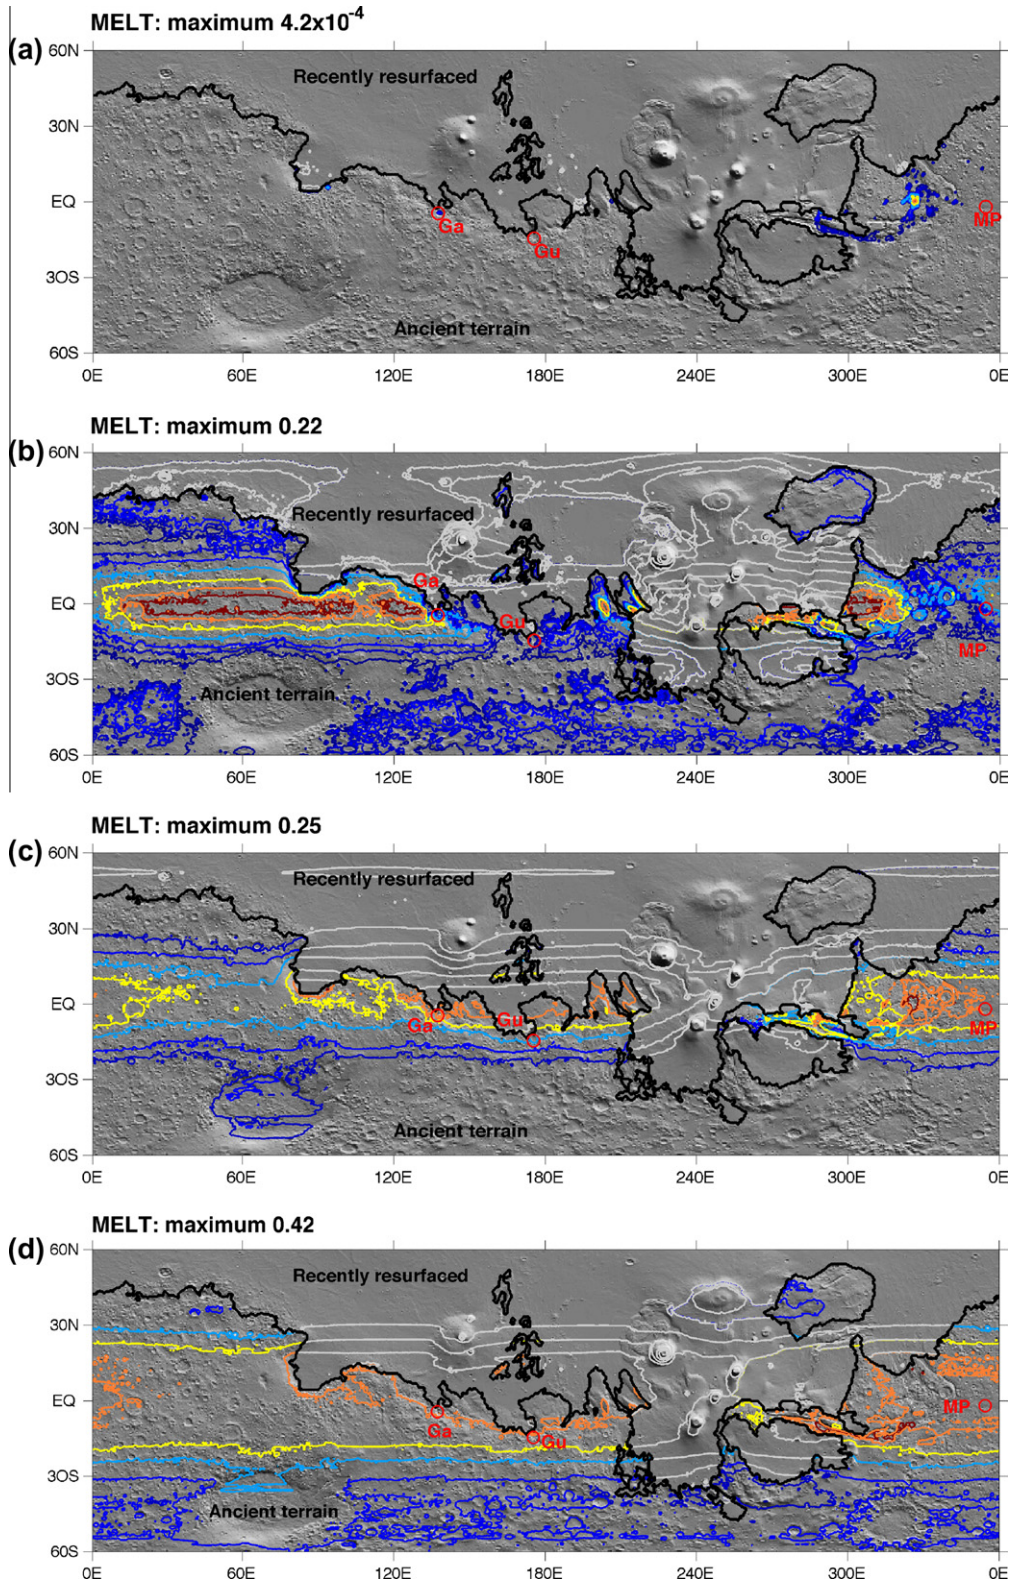 MELT: maximum 4.2x10⁻⁴
(a)
60N
Recently resurfaced
30N
EQ
Ga
Gu
MP
3OS
Ancient terrain
60S
0E 60E 120E 180E 240E 300E 0E
MELT: maximum 0.22
(b)
60N
Recently resurfaced
30N
Ga
EQ
Gu
MP
3OS
Ancient terrain
60S
0E 60E 120E 180E 240E 300E 0E
MELT: maximum 0.25
(c)
60N
Recently resurfaced
30N
EQ
Ga
Gu
MP
3OS
Ancient terrain
60S
0E 60E 120E 180E 240E 300E 0E
MELT: maximum 0.42
(d)
60N
Recently resurfaced
30N
EQ
MP
Ga
Gu
30S
Ancient terrain
60S
0E 60E 120E 180E 240E 300E 0E